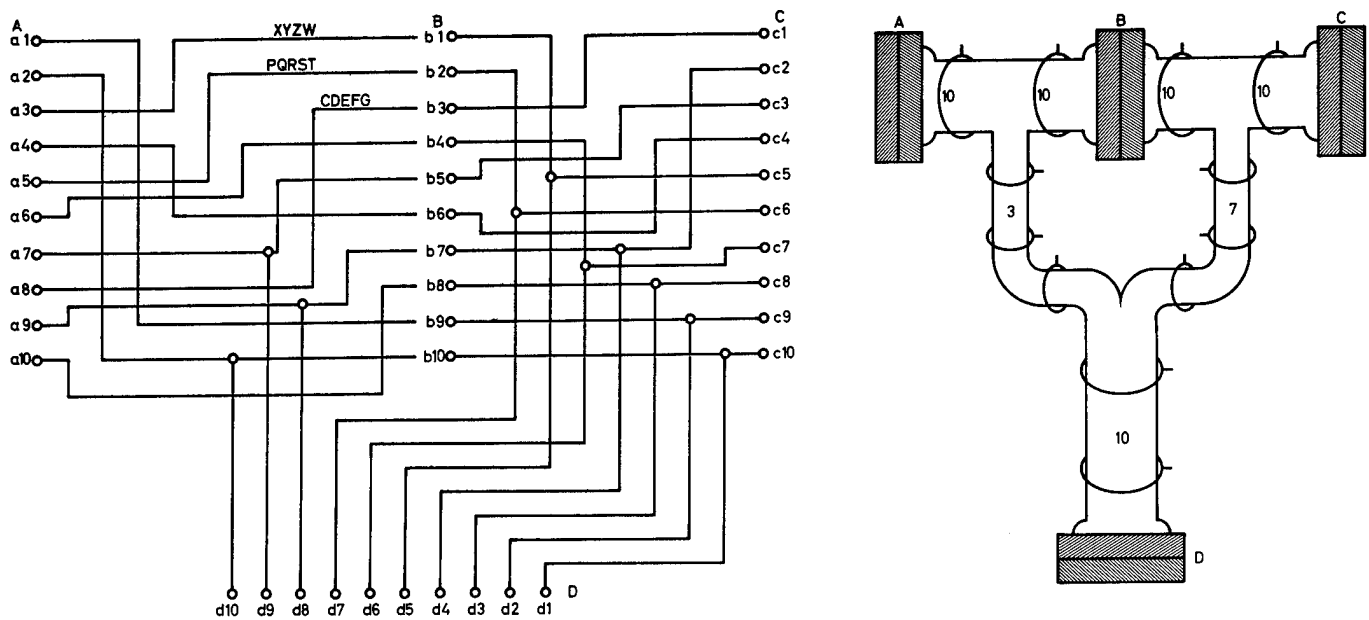 A B C
a1 XYZW b1 c1
a2 PQRST b2 c2
a3 CDEFG b3 c3
a4 b4 c4
a5 b5 c5
a6 b6 c6
a7 b7 c7
a8 b8 c8
a9 b9 c9
a10 b10 c10
d10 d9 d8 d7 d6 d5 d4 d3 d2 d1 D
A B C
10 10 10 10
3 7
10
D